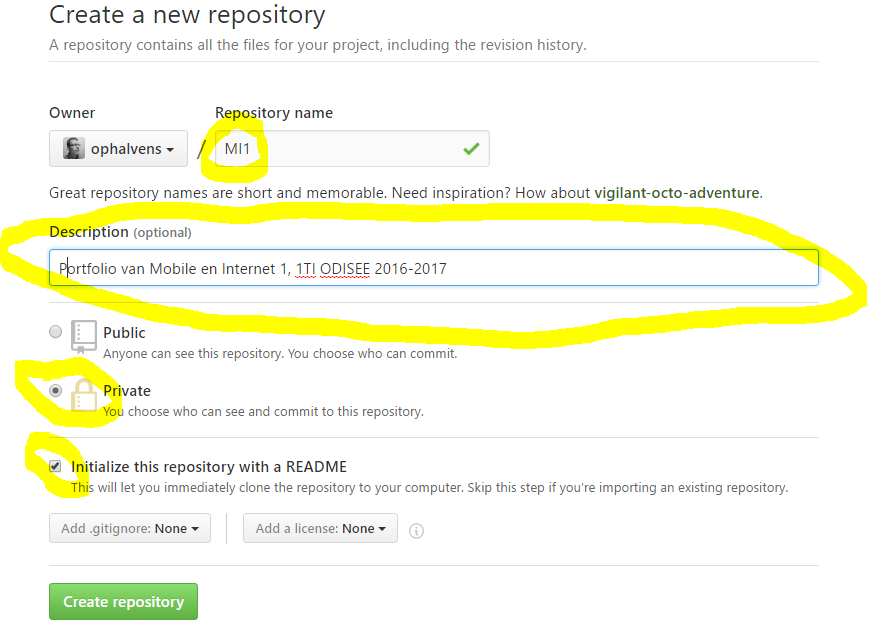 Create a new repository
A repository contains all the files for your project, including the revision history.
Owner Repository name
ophalvens / MI1
Great repository names are short and memorable. Need inspiration? How about vigilant-octo-adventure.
Description (optional)
Portfolio van Mobile en Internet 1, 1TI ODISEE 2016-2017
Public
Anyone can see this repository. You choose who can commit.
Private
You choose who can see and commit to this repository.
Initialize this repository with a README
This will let you immediately clone the repository to your computer. Skip this step if you're importing an existing repository.
Add .gitignore: None Add a license: None
Create repository